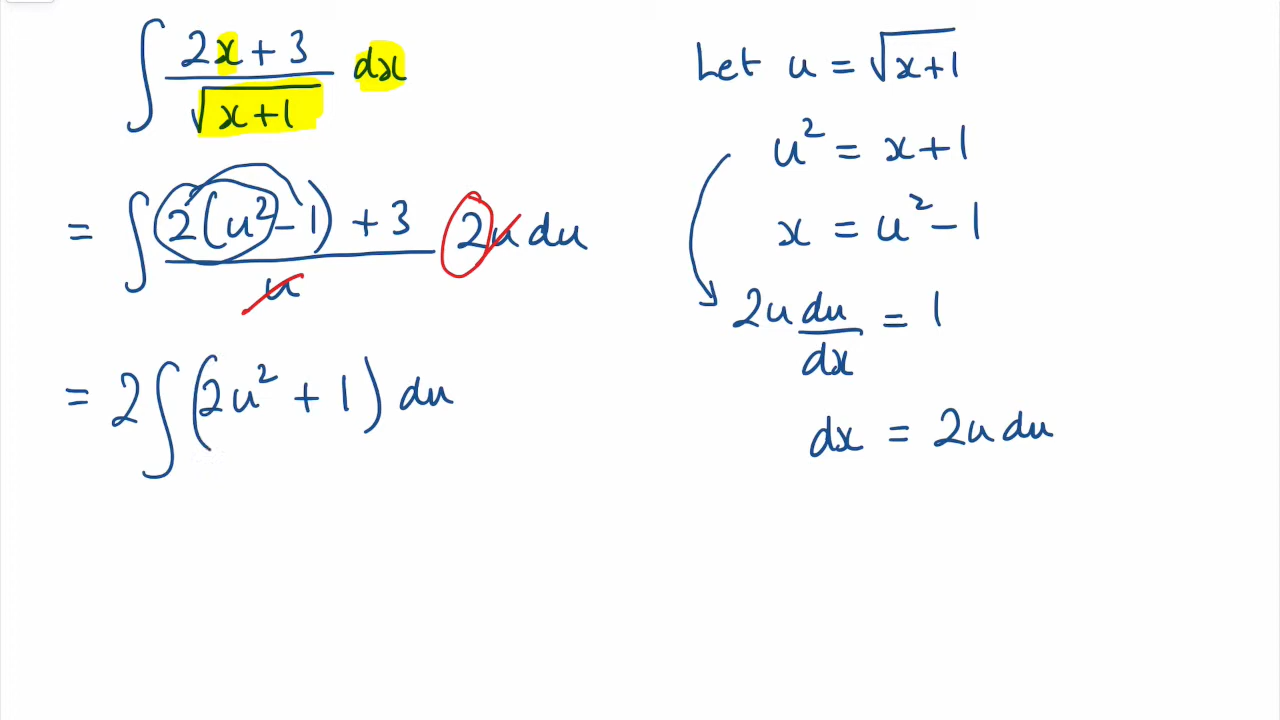 ∫ (2x + 3)/√(x+1) dx
= ∫ (2(u² - 1) + 3)/u 2u du
= 2∫(2u² + 1) du
Let u = √(x+1)
u² = x+1
x = u² - 1
2u du/dx = 1
dx = 2u du